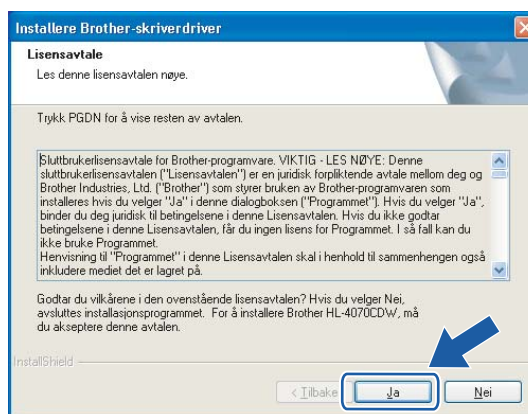 Installere Brother-skriverdriver
Lisensavtale
Les denne lisensavtalen nøye.
Trykk PGDN for å vise resten av avtalen.
Sluttbrukerlisensavtale for Brother-programvare. VIKTIG - LES NØYE: Denne
sluttbrukerlisensavtalen ("Lisensavtalen") er en juridisk forpliktende avtale mellom deg og
Brother Industries, Ltd. ("Brother") som styrer bruken av Brother-programvaren som
installeres hvis du velger "Ja" i denne dialogboksen ("Programmet"). Hvis du velger "Ja",
binder du deg juridisk til betingelsene i denne Lisensavtalen. Hvis du ikke godtar
betingelsene i denne Lisensavtalen, får du ingen lisens for Programmet. I så fall kan du
ikke bruke Programmet.
Henvisning til "Programmet" i denne Lisensavtalen skal i henhold til sammenhengen også
inkludere mediet det er lagret på.
Godtar du vilkårene i den ovenstående lisensavtalen? Hvis du velger Nei,
avsluttes installasjonsprogrammet. For å installere Brother HL-4070CDW, må
du akseptere denne avtalen.
InstallShield
< Tilbake Ja Nei